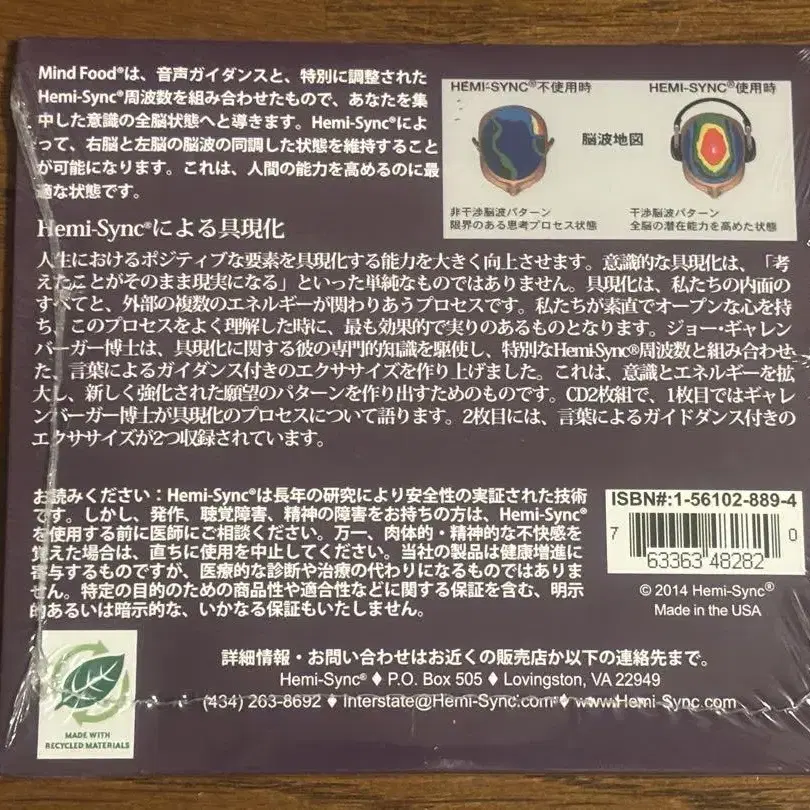 Mind Food®は、音声ガイダンスと、特別に調整された
Hemi-Sync®周波数を組み合わせたもので、あなたを集
中した意識の全脳状態へと導きます。Hemi-Sync®によ
って、右脳と左脳の脳波の同調した状態を維持すること
が可能になります。これは、人間の能力を高めるのに最
適な状態です。
HEMI-SYNC®不使用時
HEMI-SYNC®使用時
脳波地図
非干渉脳波パターン
限界のある思考プロセス状態
干渉脳波パターン
全脳の潜在能力を高めた状態
Hemi-Sync®による具現化
人生におけるポジティブな要素を具現化する能力を大きく向上させます。意識的な具現化は、「考
えたことがそのまま現実になる」といった単純なものではありません。具現化は、私たちの内面の
すべてと、外部の複数のエネルギーが関わりあうプロセスです。私たちが素直でオープンな心を持
ち、このプロセスをよく理解した時に、最も効果的で実りのあるものとなります。ジョー・ギャレン
バーガー博士は、具現化に関する彼の専門的知識を駆使し、特別なHemi-Sync®周波数と組み合わせ
た、言葉によるガイダンス付きのエクササイズを作り上げました。これは、意識とエネルギーを拡
大し、新しく強化された願望のパターンを作り出すためのものです。CD2枚組で、1枚目ではギャレ
ンバーガー博士が具現化のプロセスについて語ります。2枚目には、言葉によるガイドダンス付きの
エクササイズが2つ収録されています。
お読みください：Hemi-Sync®は長年の研究により安全性の実証された技術
です。しかし、発作、聴覚障害、精神の障害をお持ちの方は、Hemi-Sync®
を使用する前に医師にご相談ください。万一、肉体的・精神的な不快感を
覚えた場合は、直ちに使用を中止してください。当社の製品は健康増進に
寄与するものですが、医療的な診断や治療の代わりになるものではありま
せん。特定の目的のための商品性や適合性などに関する保証を含む、明示
的あるいは暗示的な、いかなる保証もいたしません。
ISBN#:1-56102-889-4
7 63363 48282 0
© 2014 Hemi-Sync®
Made in the USA
詳細情報・お問い合わせはお近くの販売店か以下の連絡先まで。
Hemi-Sync® ♦ P.O. Box 505 ♦ Lovingston, VA 22949
(434) 263-8692 ♦ Interstate@Hemi-Sync.com ♦ www.Hemi-Sync.com
MADE WITH
RECYCLED MATERIALS